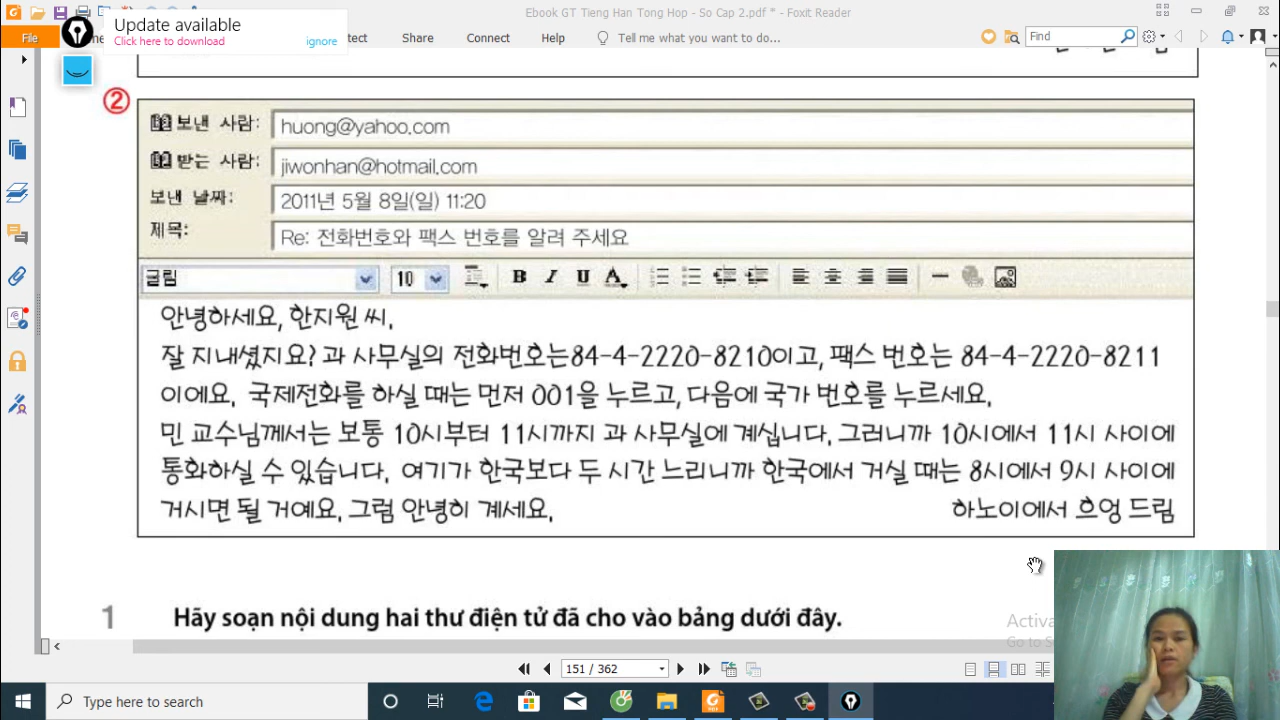 Ebook GT Tieng Han Tong Hop - So Cap 2.pdf * - Foxit Reader
Update available
Click here to download
ignore
File
Share
Connect
Help
Tell me what you want to do...
Find
②
보낸 사람:
huong@yahoo.com
받는 사람:
jiwonhan@hotmail.com
보낸 날짜:
2011년 5월 8일(일) 11:20
제목:
Re: 전화번호와 팩스 번호를 알려 주세요
굴림
10
B I U A
안녕하세요, 한지원 씨.
잘 지내셨지요? 과 사무실의 전화번호는84-4-2220-8210이고, 팩스 번호는 84-4-2220-8211
이에요. 국제전화를 하실 때는 먼저 001을 누르고, 다음에 국가 번호를 누르세요.
민 교수님께서는 보통 10시부터 11시까지 과 사무실에 계십니다. 그러니까 10시에서 11시 사이에
통화하실 수 있습니다. 여기가 한국보다 두 시간 느리니까 한국에서 거실 때는 8시에서 9시 사이에
거시면 될 거예요. 그럼 안녕히 계세요.
하노이에서 흐엉 드림
1 Hãy soạn nội dung hai thư điện tử đã cho vào bảng dưới đây.
Activa
Go to S
151 / 362
Type here to search